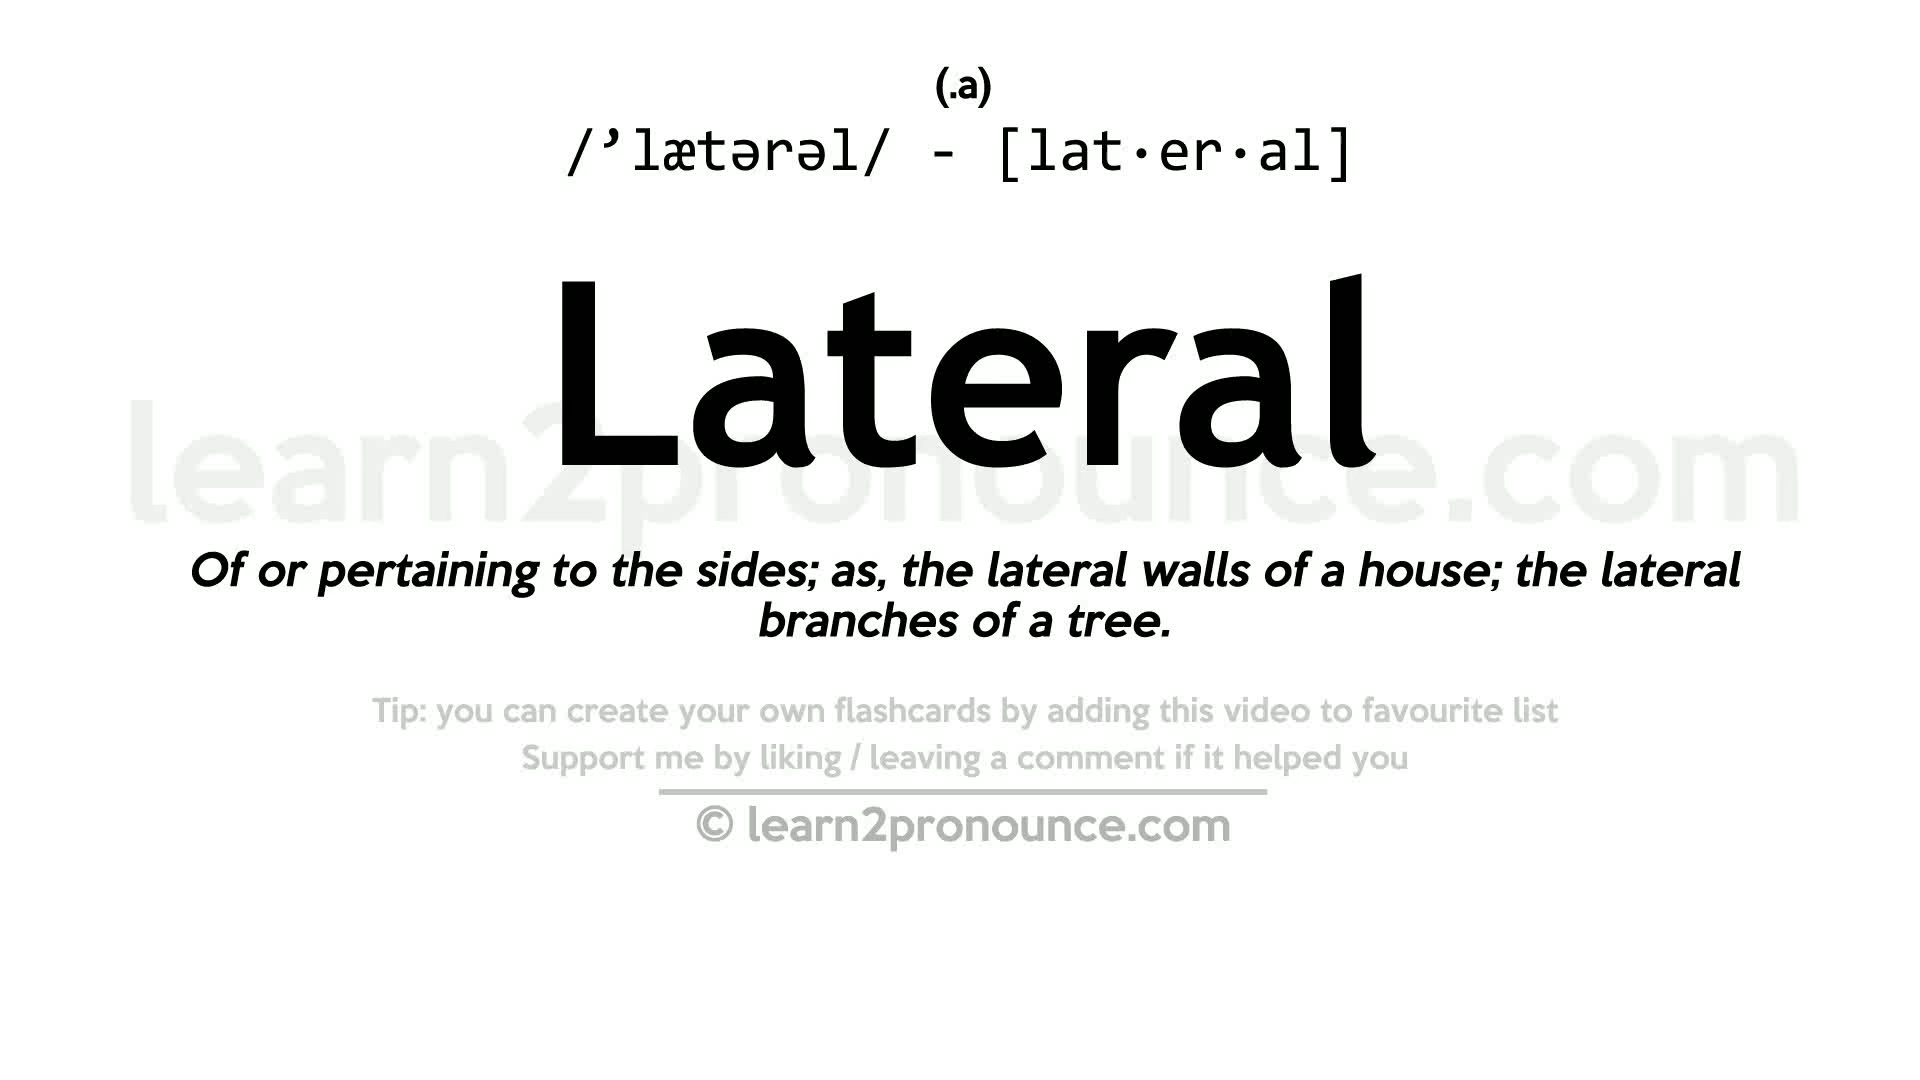 (.a)
/’lætərəl/ - [lat·er·al]
Lateral
learn2pronounce.com
Of or pertaining to the sides; as, the lateral walls of a house; the lateral
branches of a tree.
Tip: you can create your own flashcards by adding this video to favourite list
Support me by liking / leaving a comment if it helped you
© learn2pronounce.com